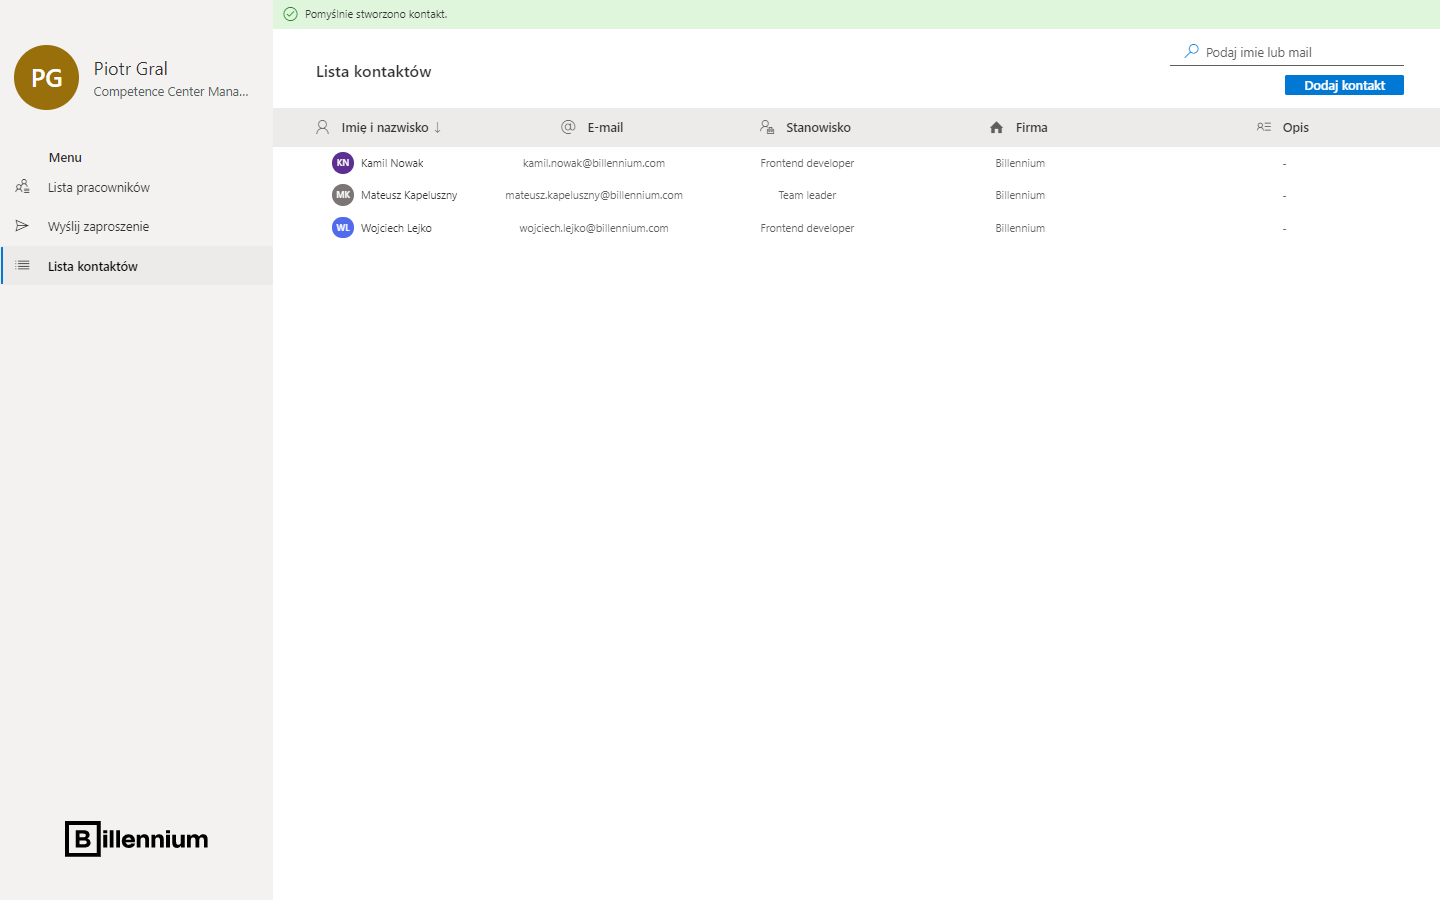 Pomyślnie stworzono kontakt.
PG
Piotr Gral
Competence Center Mana...
Menu
Lista pracowników
Wyślij zaproszenie
Lista kontaktów
Billennium
Lista kontaktów
Podaj imie lub mail
Dodaj kontakt
Imię i nazwisko ↓ E-mail Stanowisko Firma Opis
KN Kamil Nowak kamil.nowak@billennium.com Frontend developer Billennium -
MK Mateusz Kapeluszny mateusz.kapeluszny@billennium.com Team leader Billennium -
WL Wojciech Lejko wojciech.lejko@billennium.com Frontend developer Billennium -